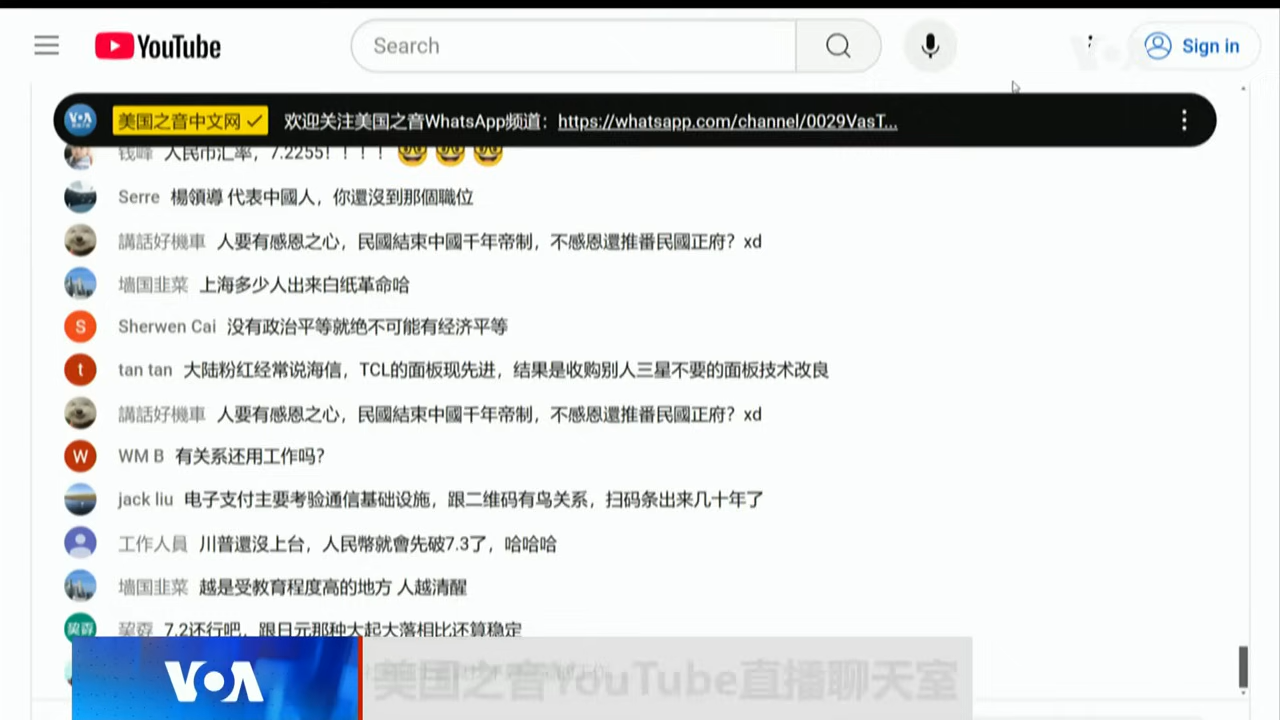 YouTube
Search
Sign in
美国之音中文网 欢迎关注美国之音WhatsApp频道：https://whatsapp.com/channel/0029VasT...
钱峰 人民币汇率，7.2255！！！！
Serre 楊領導 代表中國人，你還沒到那個職位
講話好機車 人要有感恩之心，民國結束中國千年帝制，不感恩還推番民國正府？xd
墙国韭菜 上海多少人出来白纸革命哈
S Sherwen Cai 没有政治平等就绝不可能有经济平等
t tan tan 大陆粉红经常说海信，TCL的面板现先进，结果是收购别人三星不要的面板技术改良
講話好機車 人要有感恩之心，民國結束中國千年帝制，不感恩還推番民國正府？xd
W WM B 有关系还用工作吗？
jack liu 电子支付主要考验通信基础设施，跟二维码有鸟关系，扫码条出来几十年了
工作人員 川普還沒上台，人民幣就會先破7.3了，哈哈哈
墙国韭菜 越是受教育程度高的地方 人越清醒
7.2还行吧，跟日元那种大起大落相比还算稳定
VOA 美国之音YouTube直播聊天室